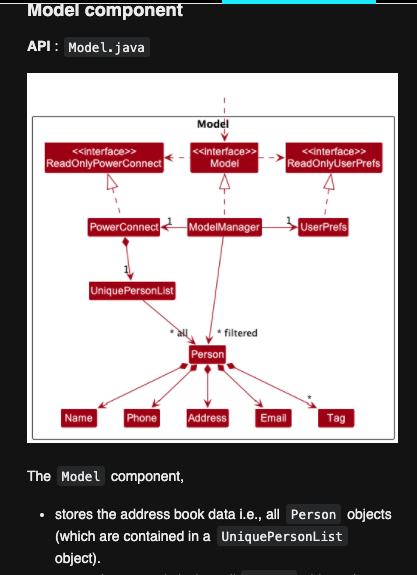 Model component
API : Model.java
Model
<<interface>> <<interface>> <<interface>>
ReadOnlyPowerConnect Model ReadOnlyUserPrefs
PowerConnect 1 ModelManager 1 UserPrefs
1
UniquePersonList
* all * filtered
Person
*
Name Phone Address Email Tag
The Model component,
• stores the address book data i.e., all Person objects
(which are contained in a UniquePersonList
object).